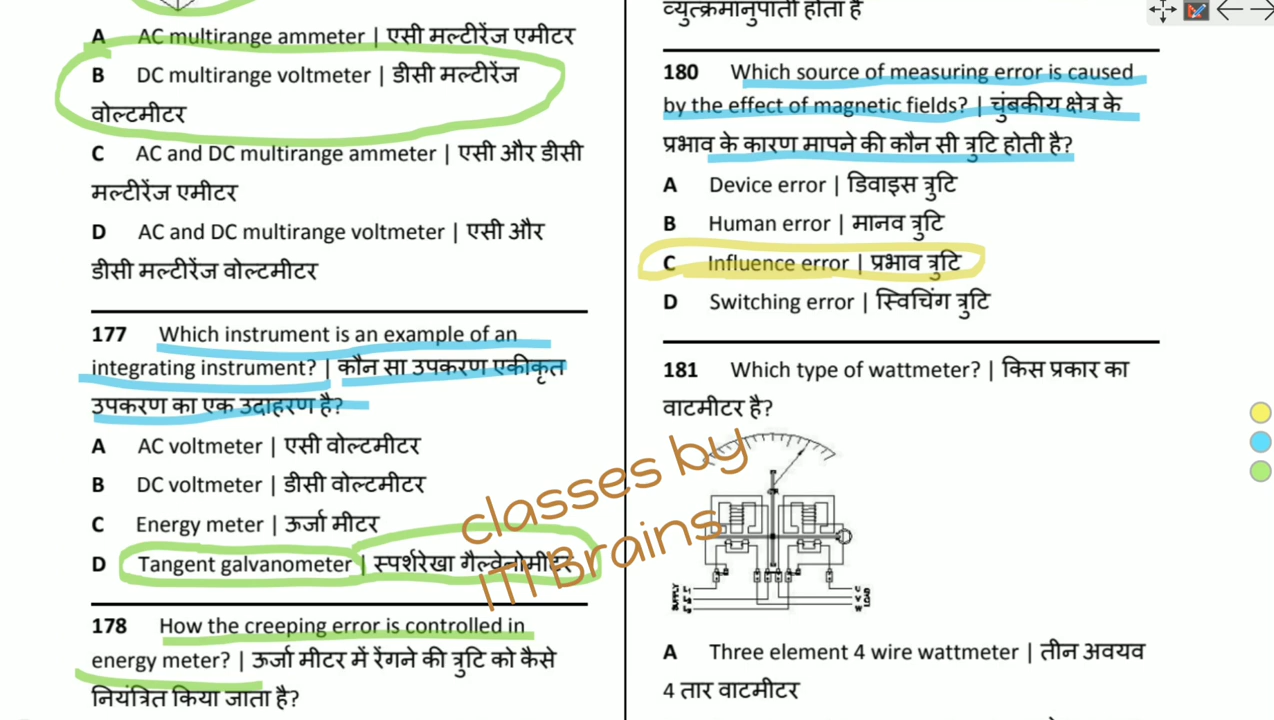 A AC multirange ammeter | एसी मल्टीरेंज एमीटर
B DC multirange voltmeter | डीसी मल्टीरेंज
वोल्टमीटर
C AC and DC multirange ammeter | एसी और डीसी
मल्टीरेंज एमीटर
D AC and DC multirange voltmeter | एसी और
डीसी मल्टीरेंज वोल्टमीटर
177 Which instrument is an example of an
integrating instrument? | कौन सा उपकरण एकीकृत
उपकरण का एक उदाहरण है?
A AC voltmeter | एसी वोल्टमीटर
B DC voltmeter | डीसी वोल्टमीटर
C Energy meter | ऊर्जा मीटर
D Tangent galvanometer | स्पर्शरेखा गैल्वेनोमीटर
178 How the creeping error is controlled in
energy meter? | ऊर्जा मीटर में रेंगने की त्रुटि को कैसे
नियंत्रित किया जाता है?
व्युत्क्रमानुपाती होता है
180 Which source of measuring error is caused
by the effect of magnetic fields? | चुंबकीय क्षेत्र के
प्रभाव के कारण मापने की कौन सी त्रुटि होती है?
A Device error | डिवाइस त्रुटि
B Human error | मानव त्रुटि
C Influence error | प्रभाव त्रुटि
D Switching error | स्विचिंग त्रुटि
181 Which type of wattmeter? | किस प्रकार का
वाटमीटर है?
SUPPLY
LOAD
A Three element 4 wire wattmeter | तीन अवयव
4 तार वाटमीटर
classes by
ITI Brains